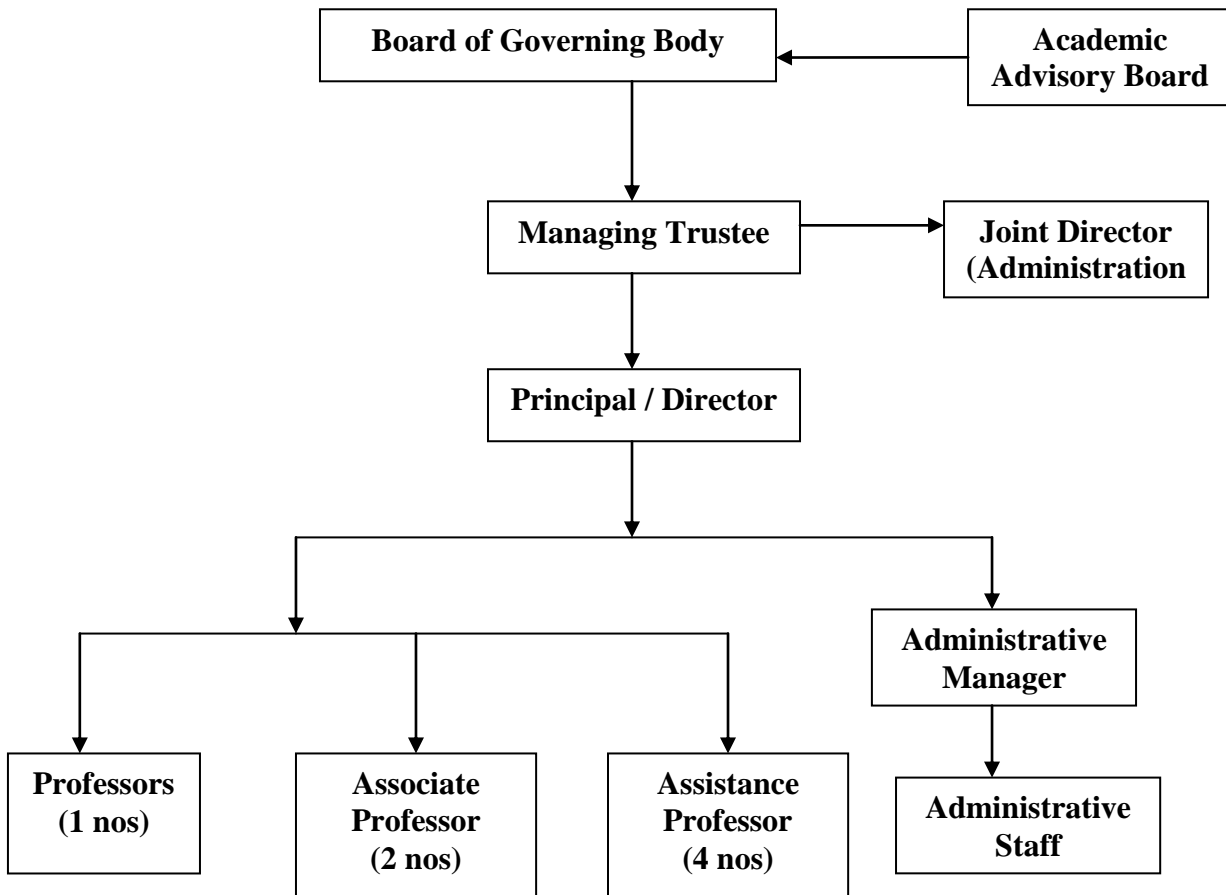 Board of Governing Body
Academic
Advisory Board
Managing Trustee
Joint Director
(Administration
Principal / Director
Administrative
Manager
Professors
(1 nos)
Associate
Professor
(2 nos)
Assistance
Professor
(4 nos)
Administrative
Staff